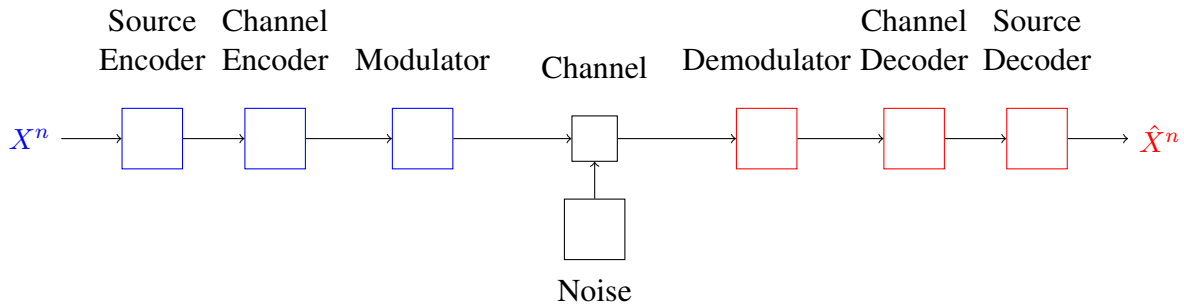 Source Encoder
Channel Encoder
Modulator
Channel
Demodulator
Channel Decoder
Source Decoder
X^n
X̂^n
Noise